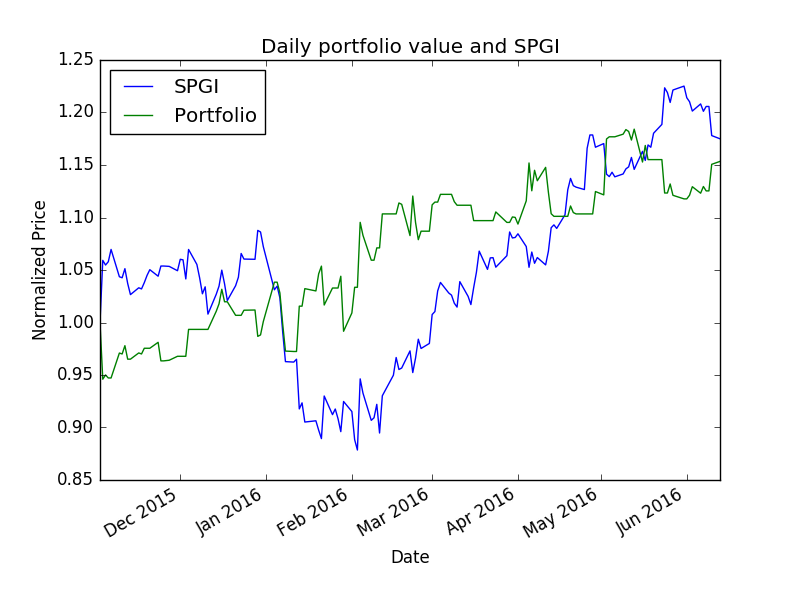 Daily portfolio value and SPGI
1.25
1.20
1.15
1.10
1.05
1.00
0.95
0.90
0.85
Normalized Price
SPGI
Portfolio
Dec 2015
Jan 2016
Feb 2016
Mar 2016
Apr 2016
May 2016
Jun 2016
Date